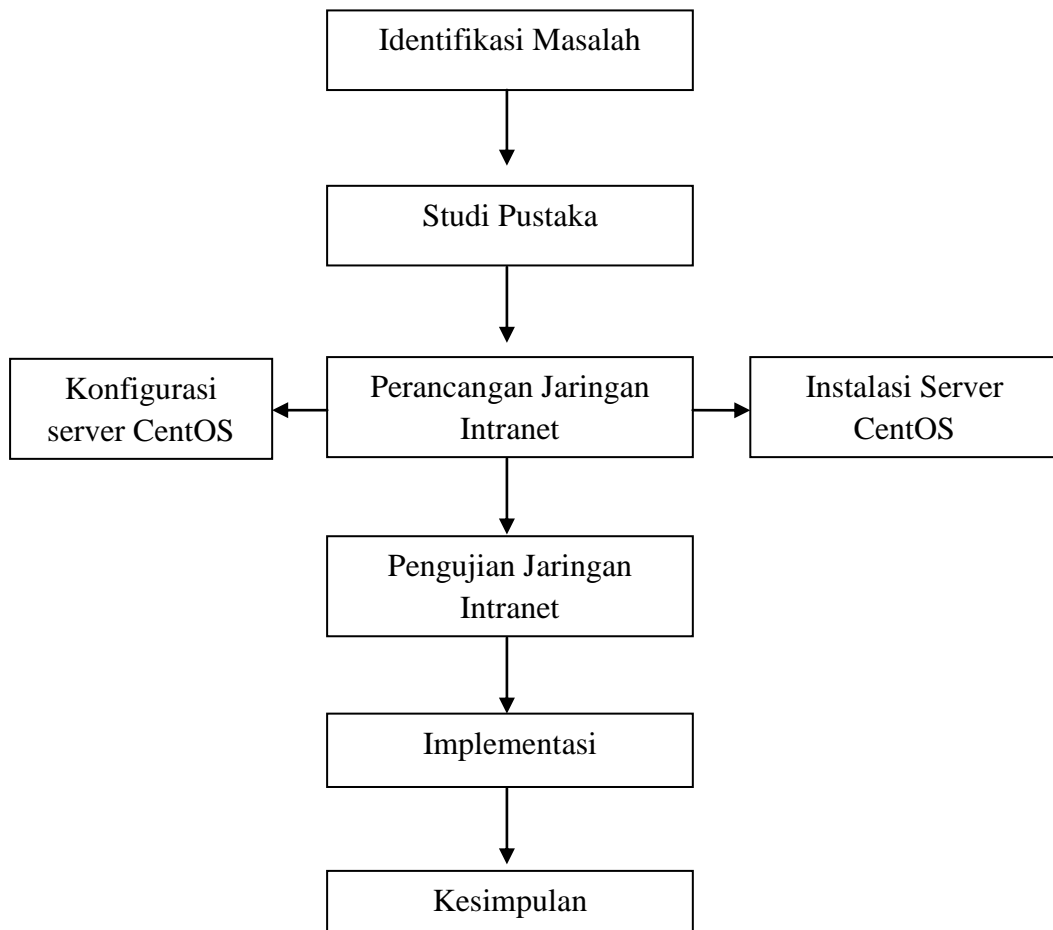 Identifikasi Masalah
Studi Pustaka
Konfigurasi
server CentOS
Perancangan Jaringan
Intranet
Instalasi Server
CentOS
Pengujian Jaringan
Intranet
Implementasi
Kesimpulan